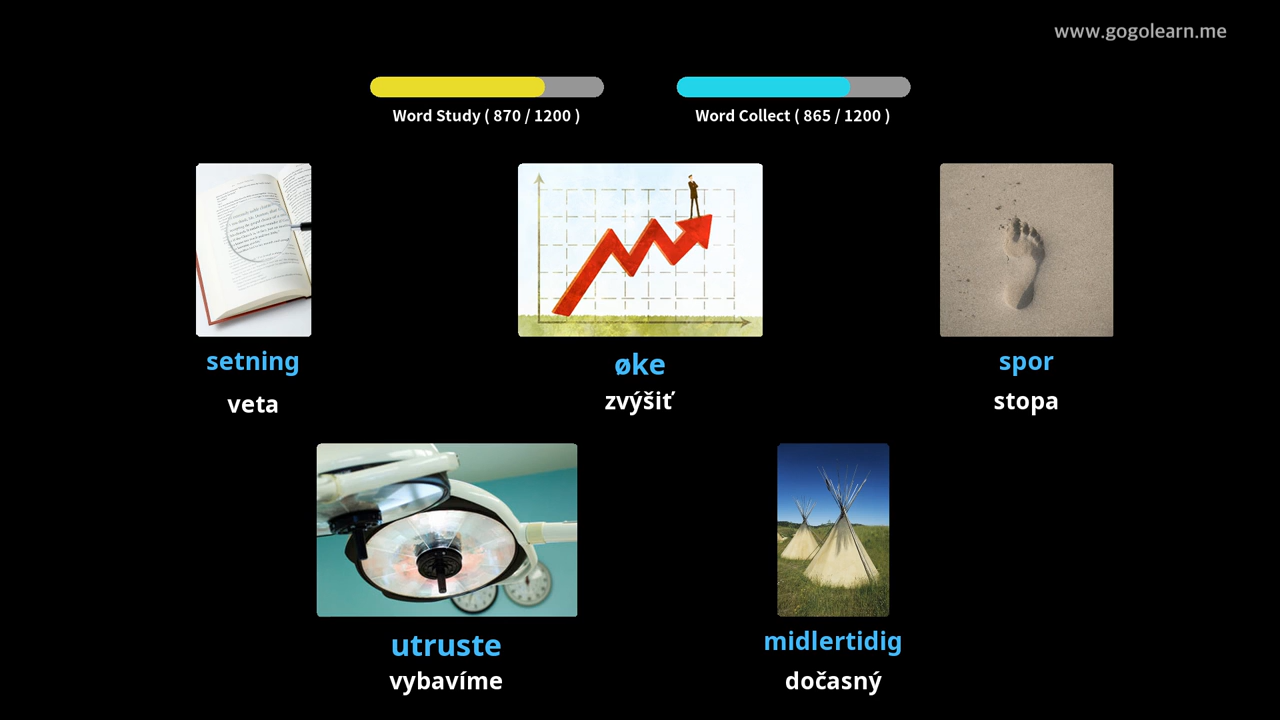 www.gogolearn.me
Word Study ( 870 / 1200 )
Word Collect ( 865 / 1200 )
setning
veta
øke
zvýšiť
spor
stopa
utruste
vybavíme
midlertidig
dočasný